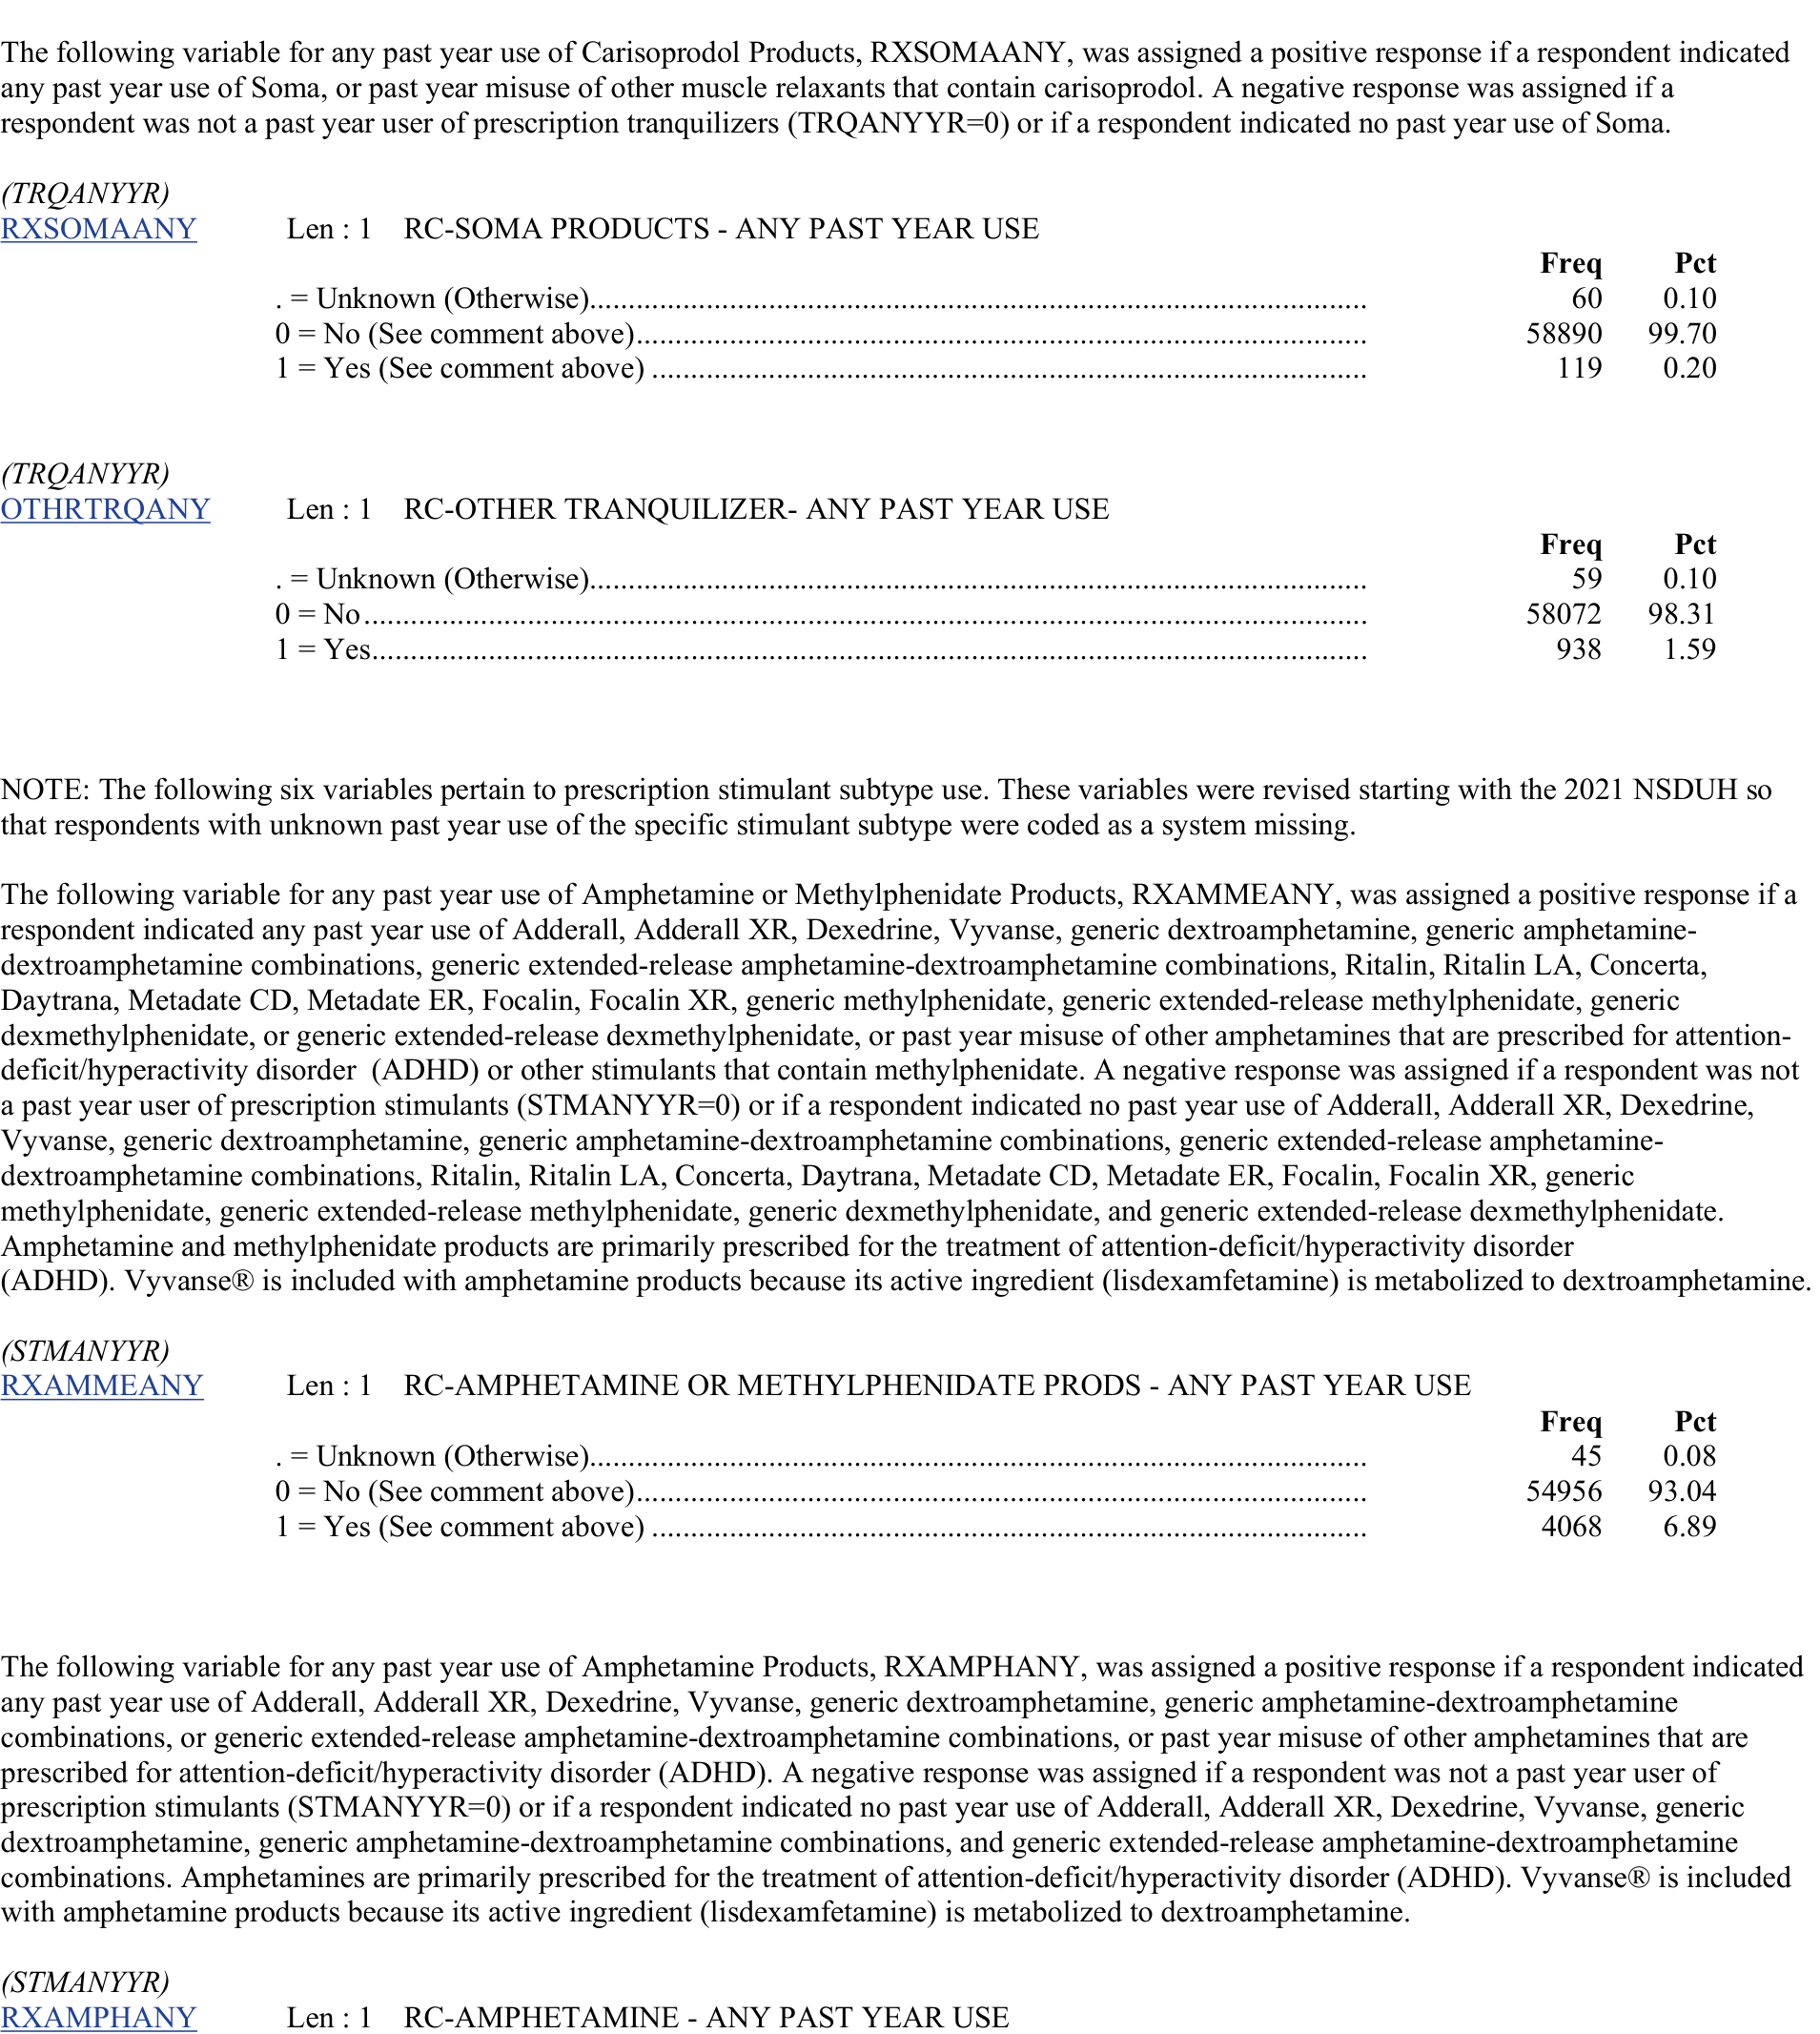 The following variable for any past year use of Carisoprodol Products, RXSOMAANY, was assigned a positive response if a respondent indicated
any past year use of Soma, or past year misuse of other muscle relaxants that contain carisoprodol. A negative response was assigned if a
respondent was not a past year user of prescription tranquilizers (TRQANYYR=0) or if a respondent indicated no past year use of Soma.
(TRQANYYR)
RXSOMAANY Len : 1 RC-SOMA PRODUCTS - ANY PAST YEAR USE
Freq Pct
. = Unknown (Otherwise)................................................................................................... 60 0.10
0 = No (See comment above)............................................................................................. 58890 99.70
1 = Yes (See comment above) ........................................................................................... 119 0.20
(TRQANYYR)
OTHRTRQANY Len : 1 RC-OTHER TRANQUILIZER- ANY PAST YEAR USE
Freq Pct
. = Unknown (Otherwise)................................................................................................... 59 0.10
0 = No................................................................................................................................ 58072 98.31
1 = Yes............................................................................................................................... 938 1.59
NOTE: The following six variables pertain to prescription stimulant subtype use. These variables were revised starting with the 2021 NSDUH so
that respondents with unknown past year use of the specific stimulant subtype were coded as a system missing.
The following variable for any past year use of Amphetamine or Methylphenidate Products, RXAMMEANY, was assigned a positive response if a
respondent indicated any past year use of Adderall, Adderall XR, Dexedrine, Vyvanse, generic dextroamphetamine, generic amphetamine-
dextroamphetamine combinations, generic extended-release amphetamine-dextroamphetamine combinations, Ritalin, Ritalin LA, Concerta,
Daytrana, Metadate CD, Metadate ER, Focalin, Focalin XR, generic methylphenidate, generic extended-release methylphenidate, generic
dexmethylphenidate, or generic extended-release dexmethylphenidate, or past year misuse of other amphetamines that are prescribed for attention-
deficit/hyperactivity disorder (ADHD) or other stimulants that contain methylphenidate. A negative response was assigned if a respondent was not
a past year user of prescription stimulants (STMANYYR=0) or if a respondent indicated no past year use of Adderall, Adderall XR, Dexedrine,
Vyvanse, generic dextroamphetamine, generic amphetamine-dextroamphetamine combinations, generic extended-release amphetamine-
dextroamphetamine combinations, Ritalin, Ritalin LA, Concerta, Daytrana, Metadate CD, Metadate ER, Focalin, Focalin XR, generic
methylphenidate, generic extended-release methylphenidate, generic dexmethylphenidate, and generic extended-release dexmethylphenidate.
Amphetamine and methylphenidate products are primarily prescribed for the treatment of attention-deficit/hyperactivity disorder
(ADHD). Vyvanse® is included with amphetamine products because its active ingredient (lisdexamfetamine) is metabolized to dextroamphetamine.
(STMANYYR)
RXAMMEANY Len : 1 RC-AMPHETAMINE OR METHYLPHENIDATE PRODS - ANY PAST YEAR USE
Freq Pct
. = Unknown (Otherwise)................................................................................................... 45 0.08
0 = No (See comment above)............................................................................................. 54956 93.04
1 = Yes (See comment above) ........................................................................................... 4068 6.89
The following variable for any past year use of Amphetamine Products, RXAMPHANY, was assigned a positive response if a respondent indicated
any past year use of Adderall, Adderall XR, Dexedrine, Vyvanse, generic dextroamphetamine, generic amphetamine-dextroamphetamine
combinations, or generic extended-release amphetamine-dextroamphetamine combinations, or past year misuse of other amphetamines that are
prescribed for attention-deficit/hyperactivity disorder (ADHD). A negative response was assigned if a respondent was not a past year user of
prescription stimulants (STMANYYR=0) or if a respondent indicated no past year use of Adderall, Adderall XR, Dexedrine, Vyvanse, generic
dextroamphetamine, generic amphetamine-dextroamphetamine combinations, and generic extended-release amphetamine-dextroamphetamine
combinations. Amphetamines are primarily prescribed for the treatment of attention-deficit/hyperactivity disorder (ADHD). Vyvanse® is included
with amphetamine products because its active ingredient (lisdexamfetamine) is metabolized to dextroamphetamine.
(STMANYYR)
RXAMPHANY Len : 1 RC-AMPHETAMINE - ANY PAST YEAR USE